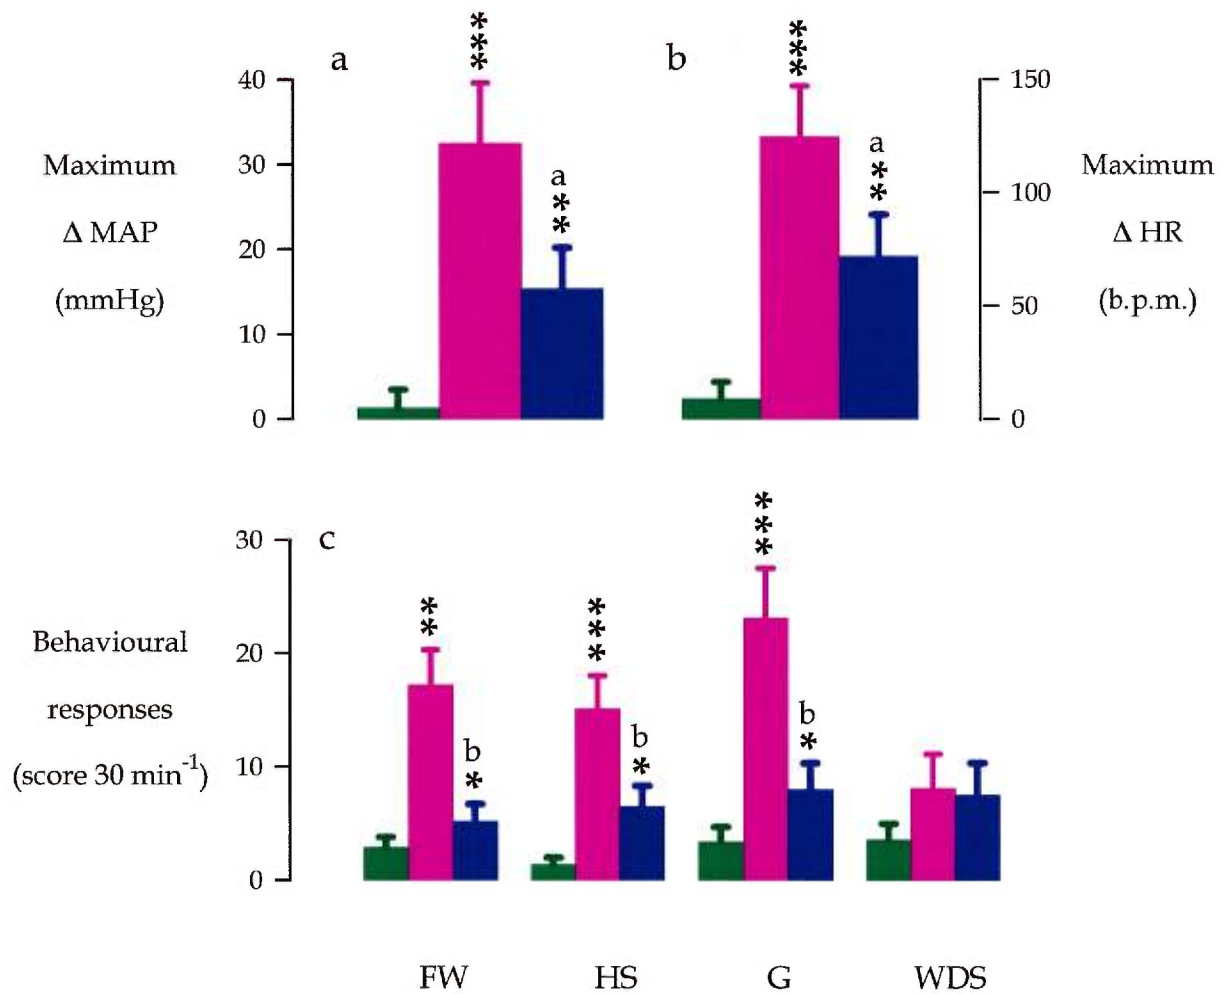 a
b
***
***
40
30
20
10
0
Maximum
Δ MAP
(mmHg)
a
***
a
**
150
100
50
0
Maximum
Δ HR
(b.p.m.)
c
30
20
10
0
Behavioural
responses
(score 30 min⁻¹)
**
b
*
***
b
*
***
b
*
FW HS G WDS